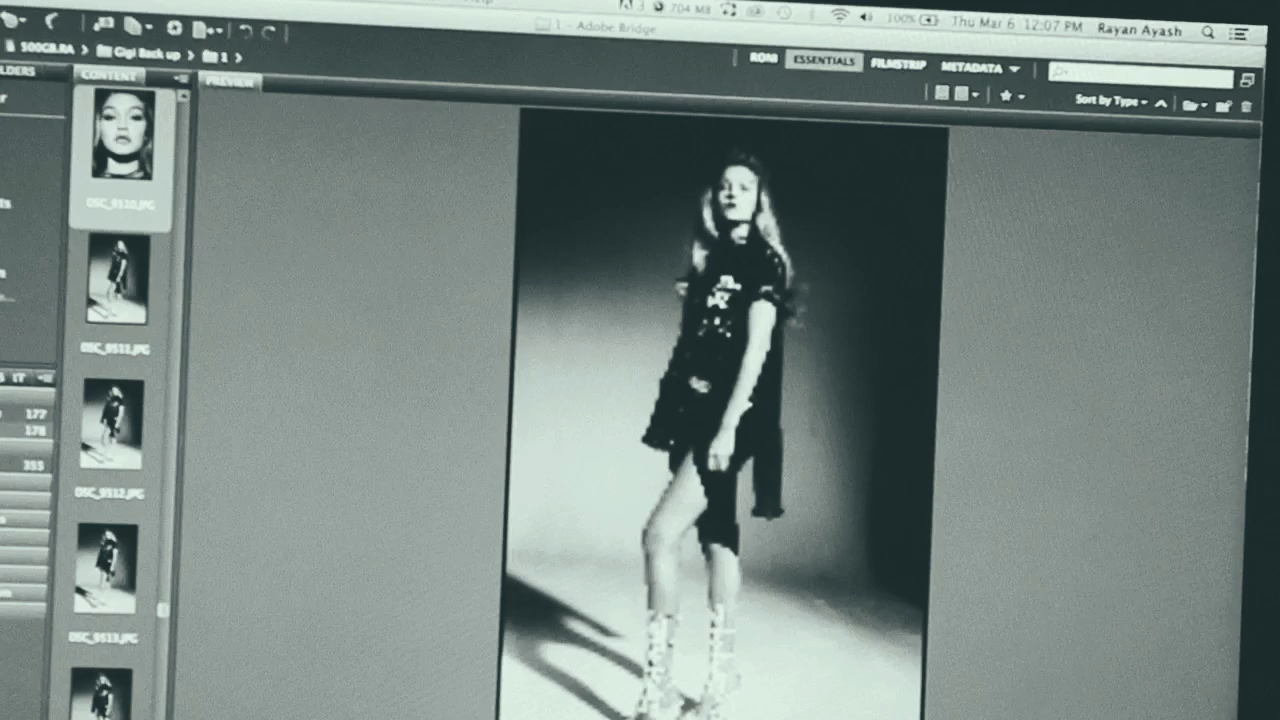 3 704 MB 100% Thu Mar 6 12:07 PM Rayan Ayash
1 - Adobe Bridge
500GB.RA Gigi Back up 1
RONI ESSENTIALS FILMSTRIP METADATA
Sort by Type
CONTENT
PREVIEW
DSC_9510.JPG
DSC_9511.JPG
DSC_9512.JPG
DSC_9513.JPG
177
178
355